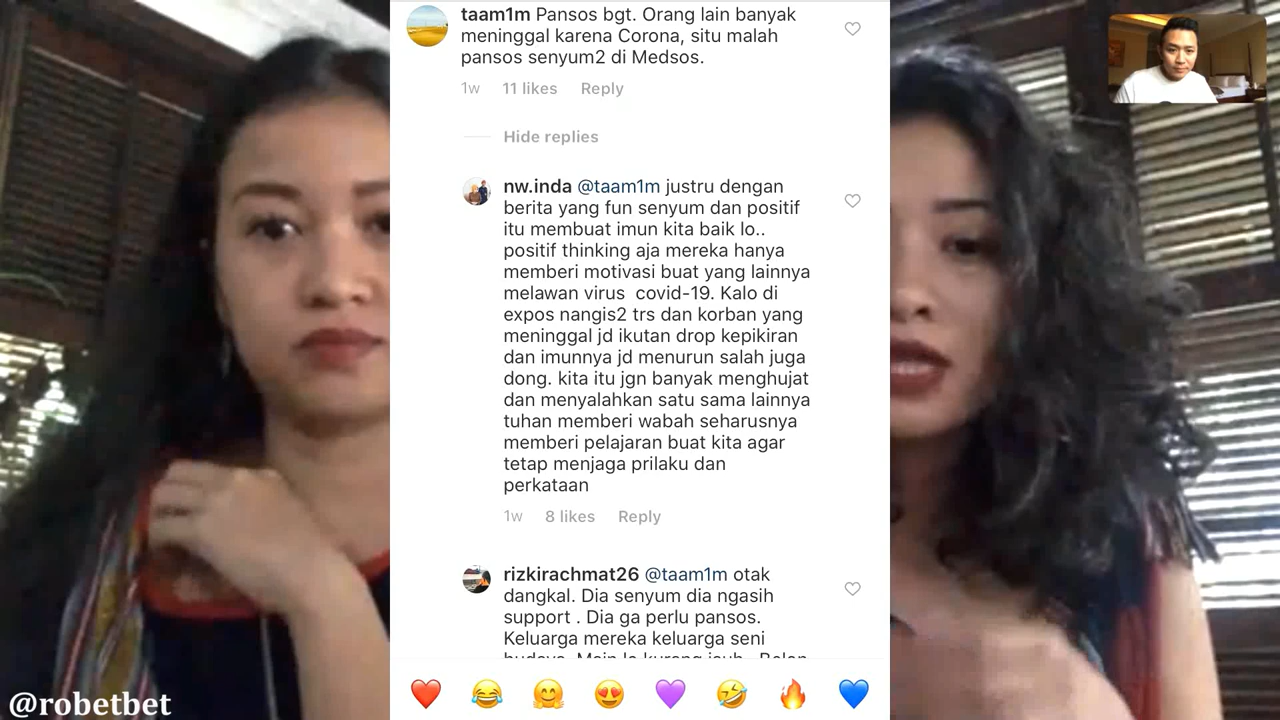 taam1m Pansos bgt. Orang lain banyak
meninggal karena Corona, situ malah
pansos senyum2 di Medsos.
1w 11 likes Reply
Hide replies
nw.inda @taam1m justru dengan
berita yang fun senyum dan positif
itu membuat imun kita baik lo..
positif thinking aja mereka hanya
memberi motivasi buat yang lainnya
melawan virus  covid-19. Kalo di
expos nangis2 trs dan korban yang
meninggal jd ikutan drop kepikiran
dan imunnya jd menurun salah juga
dong. kita itu jgn banyak menghujat
dan menyalahkan satu sama lainnya
tuhan memberi wabah seharusnya
memberi pelajaran buat kita agar
tetap menjaga prilaku dan
perkataan
1w 8 likes Reply
rizkirachmat26 @taam1m otak
dangkal. Dia senyum dia ngasih
support . Dia ga perlu pansos.
Keluarga mereka keluarga seni
@robetbet